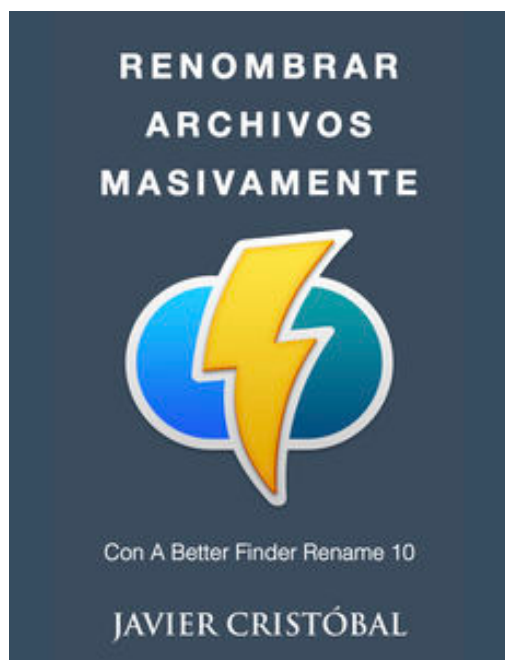 RENOMBRAR
ARCHIVOS
MASIVAMENTE
Con A Better Finder Rename 10
JAVIER CRISTÓBAL